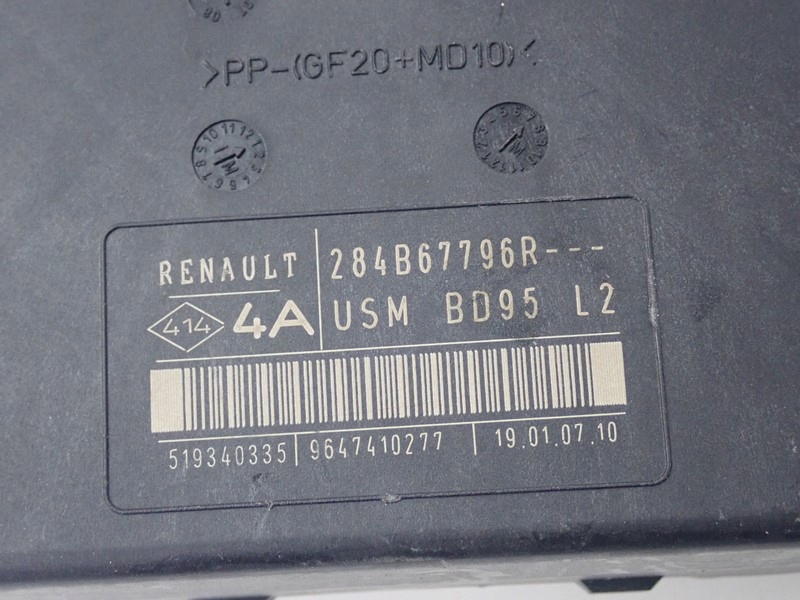 >PP-(GF20+MD10)<
RENAULT
284B67796R---
414
4A
USM BD95 L2
519340335
9647410277
19.01.07.10